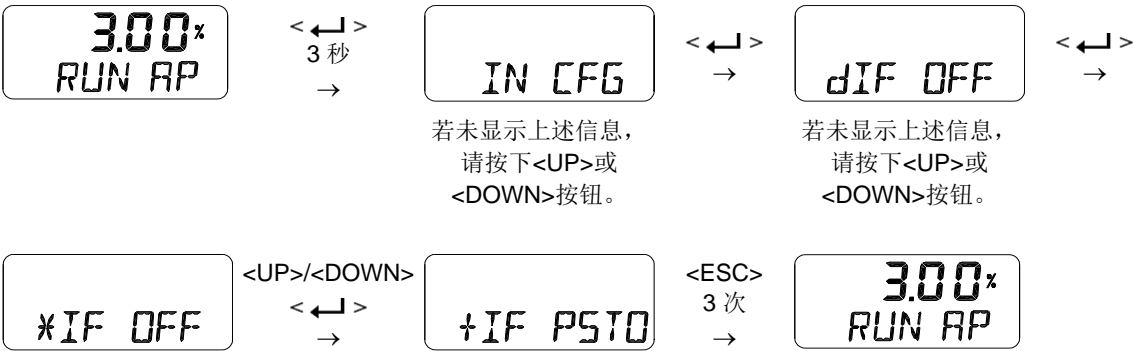 3.00%
RUN AP
<↵>
3 秒
→
IN CFG
<↵>
→
dIF OFF
<↵>
→
若未显示上述信息，
请按下<UP>或
<DOWN>按钮。
若未显示上述信息，
请按下<UP>或
<DOWN>按钮。
*IF OFF
<UP>/<DOWN>
<↵>
→
+IF PSTO
<ESC>
3 次
→
3.00%
RUN AP